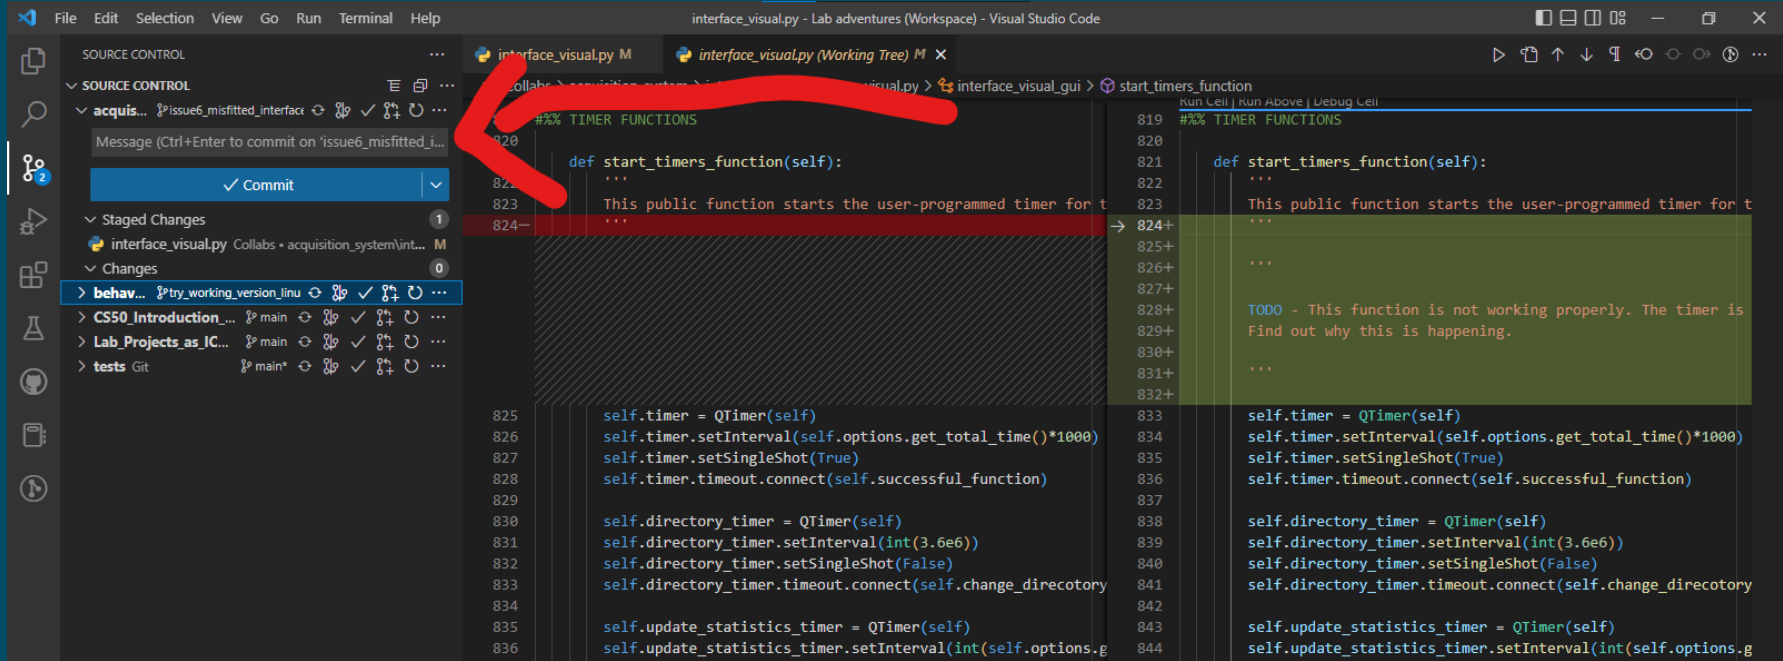 File Edit Selection View Go Run Terminal Help
interface_visual.py - Lab adventures (Workspace) - Visual Studio Code
SOURCE CONTROL
interface_visual.py M
interface_visual.py (Working Tree) M
SOURCE CONTROL
interface_visual_gui > start_timers_function
acquis... issue6_misfitted_interface
Message (Ctrl+Enter to commit on 'issue6_misfitted_i...
Commit
Staged Changes 1
interface_visual.py Collabs • acquisition_system\int... M
Changes 0
behav... try_working_version_linu
CS50_Introduction_... main
Lab_Projects_as_IC... main
tests Git main*
2
#%% TIMER FUNCTIONS
820
def start_timers_function(self):
822 '''
823 This public function starts the user-programmed timer for t
824— '''
825 self.timer = QTimer(self)
826 self.timer.setInterval(self.options.get_total_time()*1000)
827 self.timer.setSingleShot(True)
828 self.timer.timeout.connect(self.successful_function)
829
830 self.directory_timer = QTimer(self)
831 self.directory_timer.setInterval(int(3.6e6))
832 self.directory_timer.setSingleShot(False)
833 self.directory_timer.timeout.connect(self.change_direcotory
834
835 self.update_statistics_timer = QTimer(self)
836 self.update_statistics_timer.setInterval(int(self.options.g
Run Cell | Run Above | Debug Cell
819 #%% TIMER FUNCTIONS
820
821 def start_timers_function(self):
822 '''
823 This public function starts the user-programmed timer for t
824+ '''
825+
826+ '''
827+
828+ TODO - This function is not working properly. The timer is
829+ Find out why this is happening.
830+
831+ '''
832+
833 self.timer = QTimer(self)
834 self.timer.setInterval(self.options.get_total_time()*1000)
835 self.timer.setSingleShot(True)
836 self.timer.timeout.connect(self.successful_function)
837
838 self.directory_timer = QTimer(self)
839 self.directory_timer.setInterval(int(3.6e6))
840 self.directory_timer.setSingleShot(False)
841 self.directory_timer.timeout.connect(self.change_direcotory
842
843 self.update_statistics_timer = QTimer(self)
844 self.update_statistics_timer.setInterval(int(self.options.g